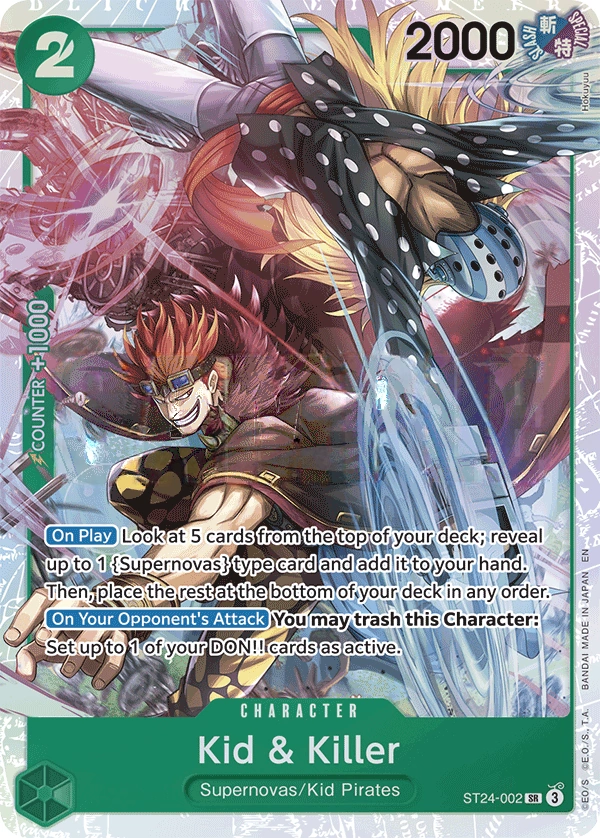 2
2000
斬
特
SLASH
SPECIAL
Hokuyuu
COUNTER +1000
On Play Look at 5 cards from the top of your deck; reveal
up to 1 {Supernovas} type card and add it to your hand.
Then, place the rest at the bottom of your deck in any order.
On Your Opponent's Attack You may trash this Character:
Set up to 1 of your DON!! cards as active.
©E.O./S., T.A. BANDAI MADE IN JAPAN EN
©EO/S
CHARACTER
Kid & Killer
Supernovas/Kid Pirates
ST24-002 SR 3